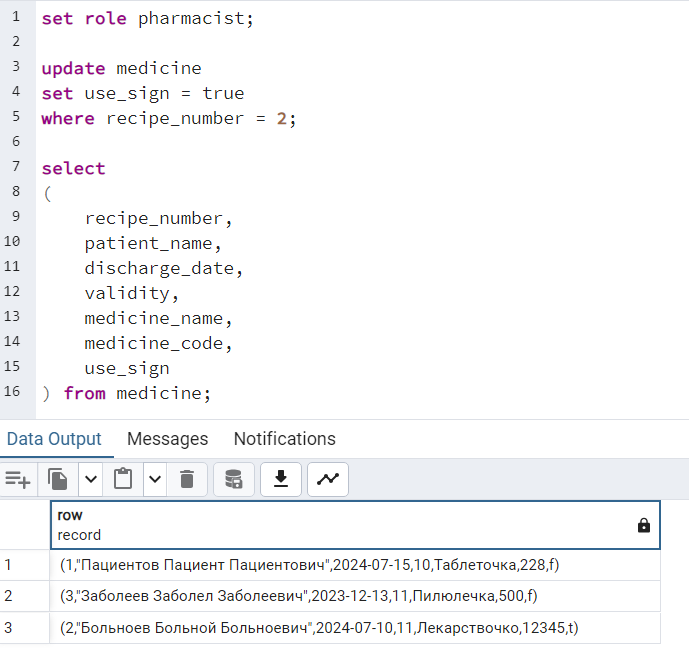 1 set role pharmacist;
2
3 update medicine
4 set use_sign = true
5 where recipe_number = 2;
6
7 select
8 (
9 recipe_number,
10 patient_name,
11 discharge_date,
12 validity,
13 medicine_name,
14 medicine_code,
15 use_sign
16 ) from medicine;
Data Output Messages Notifications
row
record
1 (1,"Пациентов Пациент Пациентович",2024-07-15,10,Таблеточка,228,f)
2 (3,"Заболеев Заболел Заболеевич",2023-12-13,11,Пилюлечка,500,f)
3 (2,"Больноев Больной Больноевич",2024-07-10,11,Лекарствочко,12345,t)